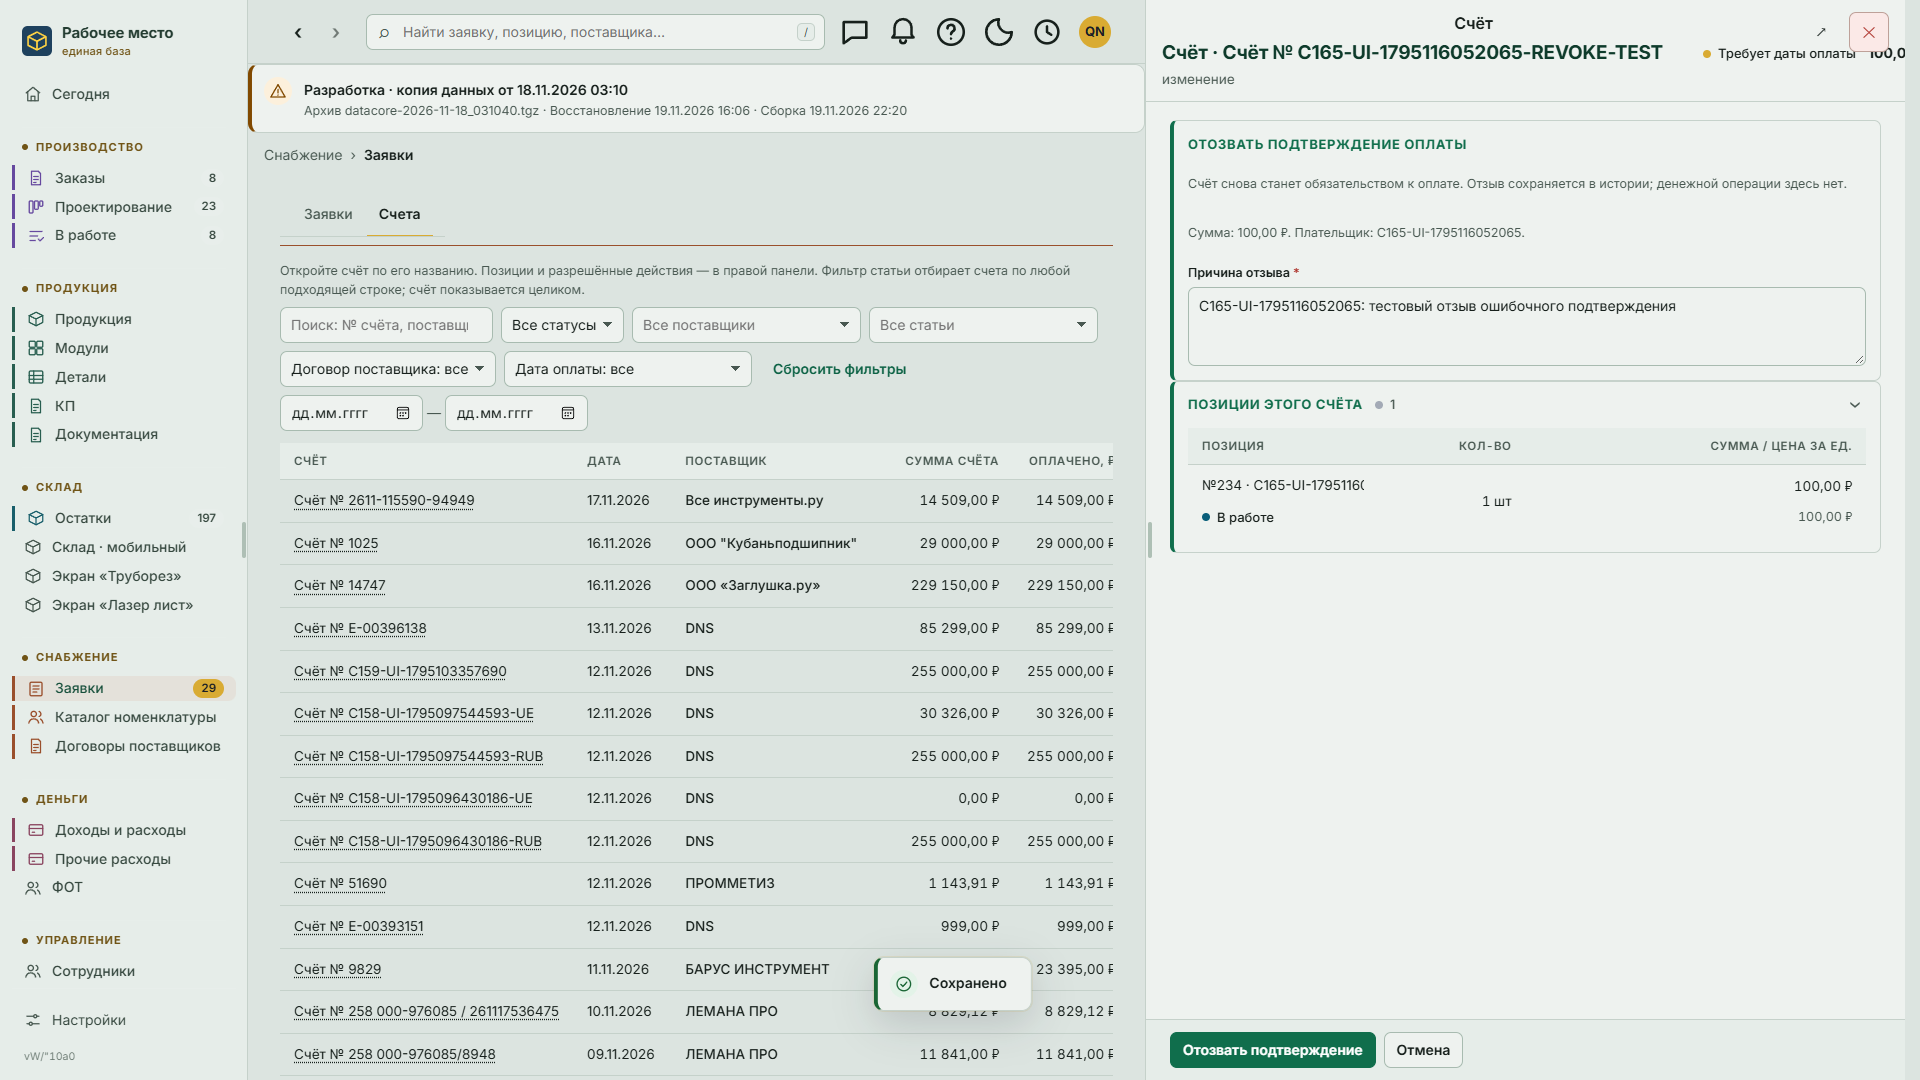 Рабочее место
единая база
Сегодня
ПРОИЗВОДСТВО
Заказы 8
Проектирование 23
В работе 8
ПРОДУКЦИЯ
Продукция
Модули
Детали
КП
Документация
СКЛАД
Остатки 197
Склад · мобильный
Экран «Труборез»
Экран «Лазер лист»
СНАБЖЕНИЕ
Заявки 29
Каталог номенклатуры
Договоры поставщиков
ДЕНЬГИ
Доходы и расходы
Прочие расходы
ФОТ
УПРАВЛЕНИЕ
Сотрудники
Настройки
vW/"10a0
Найти заявку, позицию, поставщика... /
QN
Разработка · копия данных от 18.11.2026 03:10
Архив datacore-2026-11-18_031040.tgz · Восстановление 19.11.2026 16:06 · Сборка 19.11.2026 22:20
Снабжение › Заявки
Заявки Счета
Откройте счёт по его названию. Позиции и разрешённые действия — в правой панели. Фильтр статьи отбирает счета по любой
подходящей строке; счёт показывается целиком.
Поиск: № счёта, поставщ Все статусы Все поставщики Все статьи
Договор поставщика: все Дата оплаты: все Сбросить фильтры
дд.мм.гггг — дд.мм.гггг
СЧЁТ ДАТА ПОСТАВЩИК СУММА СЧЁТА ОПЛАЧЕНО, ₽
Счёт № 2611-115590-94949 17.11.2026 Все инструменты.ру 14 509,00 ₽ 14 509,00 ₽
Счёт № 1025 16.11.2026 ООО "Кубаньподшипник" 29 000,00 ₽ 29 000,00 ₽
Счёт № 14747 16.11.2026 ООО «Заглушка.ру» 229 150,00 ₽ 229 150,00 ₽
Счёт № E-00396138 13.11.2026 DNS 85 299,00 ₽ 85 299,00 ₽
Счёт № C159-UI-1795103357690 12.11.2026 DNS 255 000,00 ₽ 255 000,00 ₽
Счёт № C158-UI-1795097544593-UE 12.11.2026 DNS 30 326,00 ₽ 30 326,00 ₽
Счёт № C158-UI-1795097544593-RUB 12.11.2026 DNS 255 000,00 ₽ 255 000,00 ₽
Счёт № C158-UI-1795096430186-UE 12.11.2026 DNS 0,00 ₽ 0,00 ₽
Счёт № C158-UI-1795096430186-RUB 12.11.2026 DNS 255 000,00 ₽ 255 000,00 ₽
Счёт № 51690 12.11.2026 ПРОММЕТИЗ 1 143,91 ₽ 1 143,91 ₽
Счёт № E-00393151 12.11.2026 DNS 999,00 ₽ 999,00 ₽
Счёт № 9829 11.11.2026 БАРУС ИНСТРУМЕНТ 23 395,00 ₽
Счёт № 258 000-976085 / 261117536475 10.11.2026 ЛЕМАНА ПРО 8 829,12 ₽ 8 829,12 ₽
Счёт № 258 000-976085/8948 09.11.2026 ЛЕМАНА ПРО 11 841,00 ₽ 11 841,00 ₽
Сохранено
Счёт
Счёт · Счёт № C165-UI-1795116052065-REVOKE-TEST
Требует даты оплаты 100,0
изменение
ОТОЗВАТЬ ПОДТВЕРЖДЕНИЕ ОПЛАТЫ
Счёт снова станет обязательством к оплате. Отзыв сохраняется в истории; денежной операции здесь нет.
Сумма: 100,00 ₽. Плательщик: C165-UI-1795116052065.
Причина отзыва *
C165-UI-1795116052065: тестовый отзыв ошибочного подтверждения
ПОЗИЦИИ ЭТОГО СЧЁТА 1
ПОЗИЦИЯ КОЛ-ВО СУММА / ЦЕНА ЗА ЕД.
№234 · C165-UI-1795116 100,00 ₽
1 шт
В работе 100,00 ₽
Отозвать подтверждение Отмена